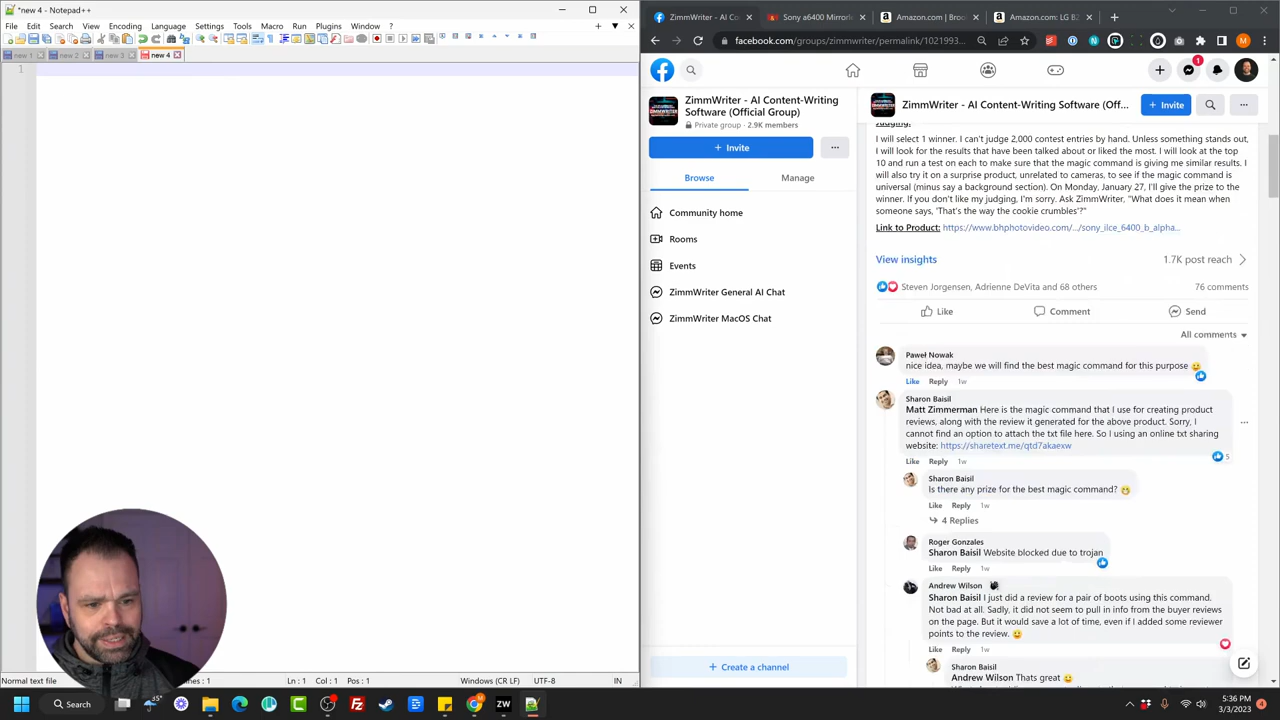 *new 4 - Notepad++
File Edit Search View Encoding Language Settings Tools Macro Run Plugins Window ?
new 1
new 2
new 3
new 4
1
Normal text file
Ln : 1 Col : 1 Pos : 1
Windows (CR LF)
UTF-8
IN
ZimmWriter - AI Co
Sony a6400 Mirrorl
Amazon.com | Broo
Amazon.com: LG B2
facebook.com/groups/zimmwriter/permalink/1021993...
ZimmWriter - AI Content-Writing
Software (Official Group)
Private group · 2.9K members
+ Invite
Browse
Manage
Community home
Rooms
Events
ZimmWriter General AI Chat
ZimmWriter MacOS Chat
+ Create a channel
ZimmWriter - AI Content-Writing Software (Off...
+ Invite
Judging:
I will select 1 winner. I can't judge 2,000 contest entries by hand. Unless something stands out,
I will look for the results that have been talked about or liked the most. I will look at the top
10 and run a test on each to make sure that the magic command is giving me similar results. I
will also try it on a surprise product, unrelated to cameras, to see if the magic command is
universal (minus say a background section). On Monday, January 27, I'll give the prize to the
winner. If you don't like my judging, I'm sorry. Ask ZimmWriter, "What does it mean when
someone says, 'That's the way the cookie crumbles'?"
Link to Product: https://www.bhphotovideo.com/.../sony_ilce_6400_b_alpha...
View insights
1.7K post reach
Steven Jorgensen, Adrienne DeVita and 68 others
76 comments
Like
Comment
Send
All comments
Paweł Nowak
nice idea, maybe we will find the best magic command for this purpose 😀
Like Reply 1w
Sharon Baisil
Matt Zimmerman Here is the magic command that I use for creating product
reviews, along with the review it generated for the above product. Sorry, I
cannot find an option to attach the txt file here. So I using an online txt sharing
website: https://sharetext.me/qtd7akaexw
5
Like Reply 1w
Sharon Baisil
Is there any prize for the best magic command? 🤭
Like Reply 1w
4 Replies
Roger Gonzales
Sharon Baisil Website blocked due to trojan
Like Reply 1w
Andrew Wilson
Sharon Baisil I just did a review for a pair of boots using this command.
Not bad at all. Sadly, it did not seem to pull in info from the buyer reviews
on the page. But it would save a lot of time, even if I added some reviewer
points to the review. 😀
Like Reply 1w
Sharon Baisil
Andrew Wilson Thats great 😀
Search
35°
ZW
5:36 PM
3/3/2023